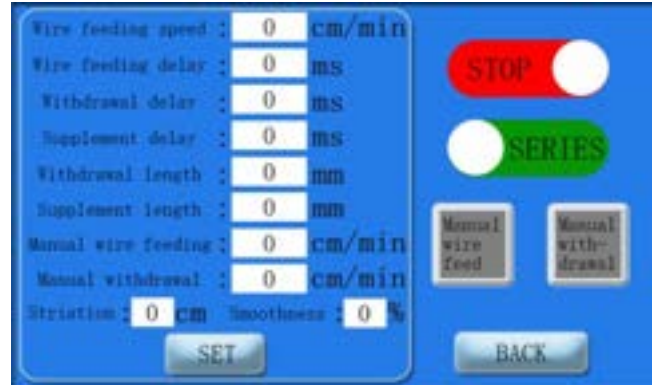 Wire feeding speed : 0 cm/min
Wire feeding delay : 0 ms
Withdrawal delay : 0 ms
Supplement delay : 0 ms
Withdrawal length : 0 mm
Supplement length : 0 mm
Manual wire feeding : 0 cm/min
Manual withdrawal : 0 cm/min
Striation : 0 cm Smoothness : 0 %
SET
STOP
SERIES
Manual
wire
feed
Manual
with-
drawal
BACK